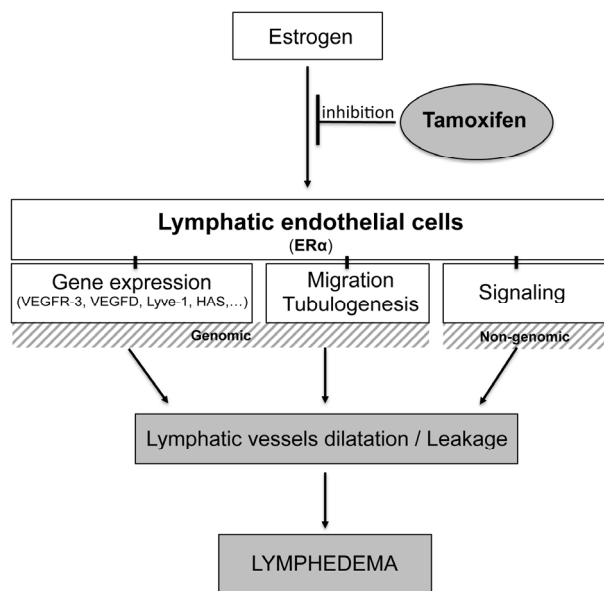 Estrogen
inhibition
Tamoxifen
Lymphatic endothelial cells
(ERα)
Gene expression
(VEGFR-3, VEGFD, Lyve-1, HAS,...)
Migration
Tubulogenesis
Signaling
Genomic
Non-genomic
Lymphatic vessels dilatation / Leakage
LYMPHEDEMA